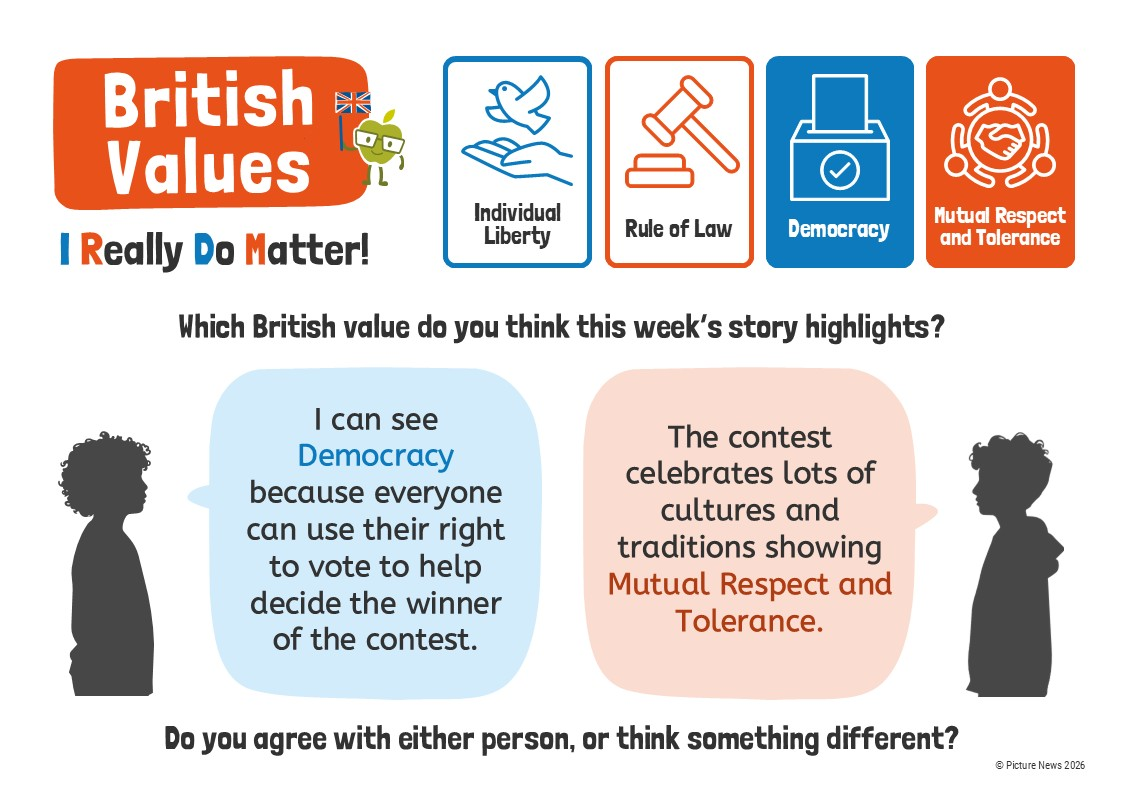 British
Values
I Really Do Matter!
Individual
Liberty
Rule of Law
Democracy
Mutual Respect
and Tolerance
Which British value do you think this week's story highlights?
I can see
Democracy
because everyone
can use their right
to vote to help
decide the winner
of the contest.
The contest
celebrates lots of
cultures and
traditions showing
Mutual Respect and
Tolerance.
Do you agree with either person, or think something different?
© Picture News 2026